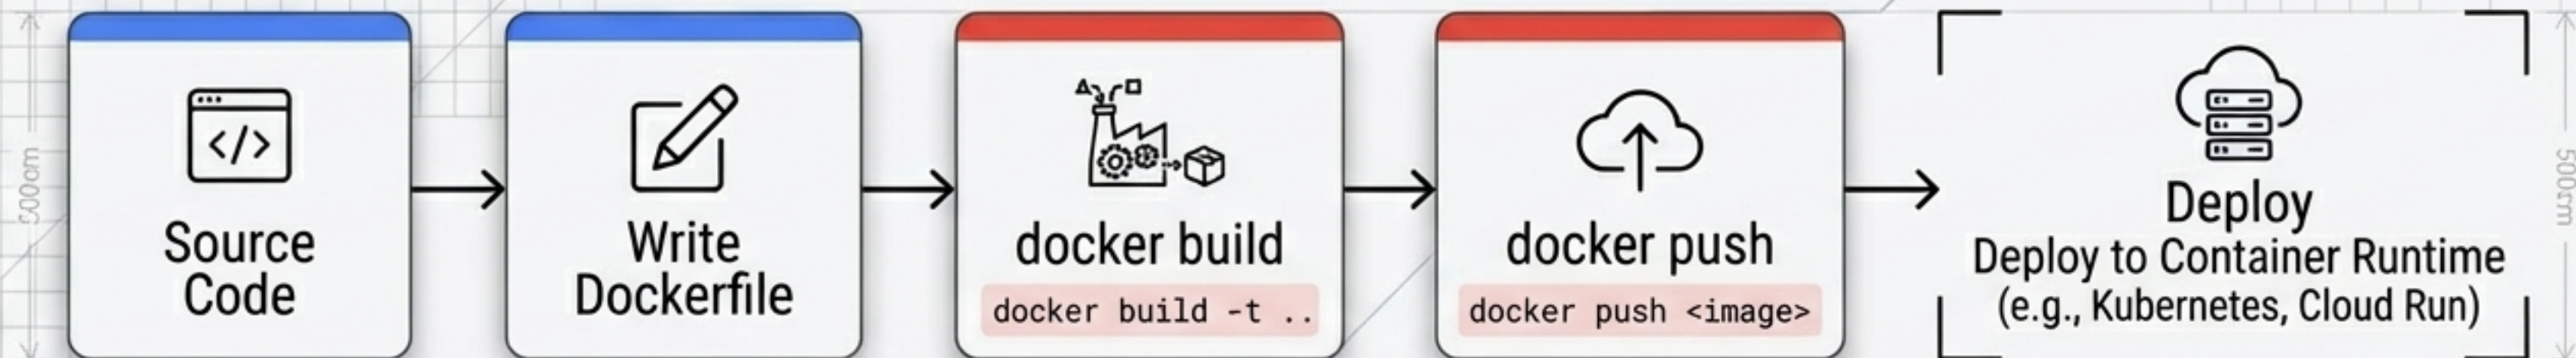 Source
Code
Write
Dockerfile
docker build
docker build -t ..
docker push
docker push <image>
Deploy
Deploy to Container Runtime
(e.g., Kubernetes, Cloud Run)